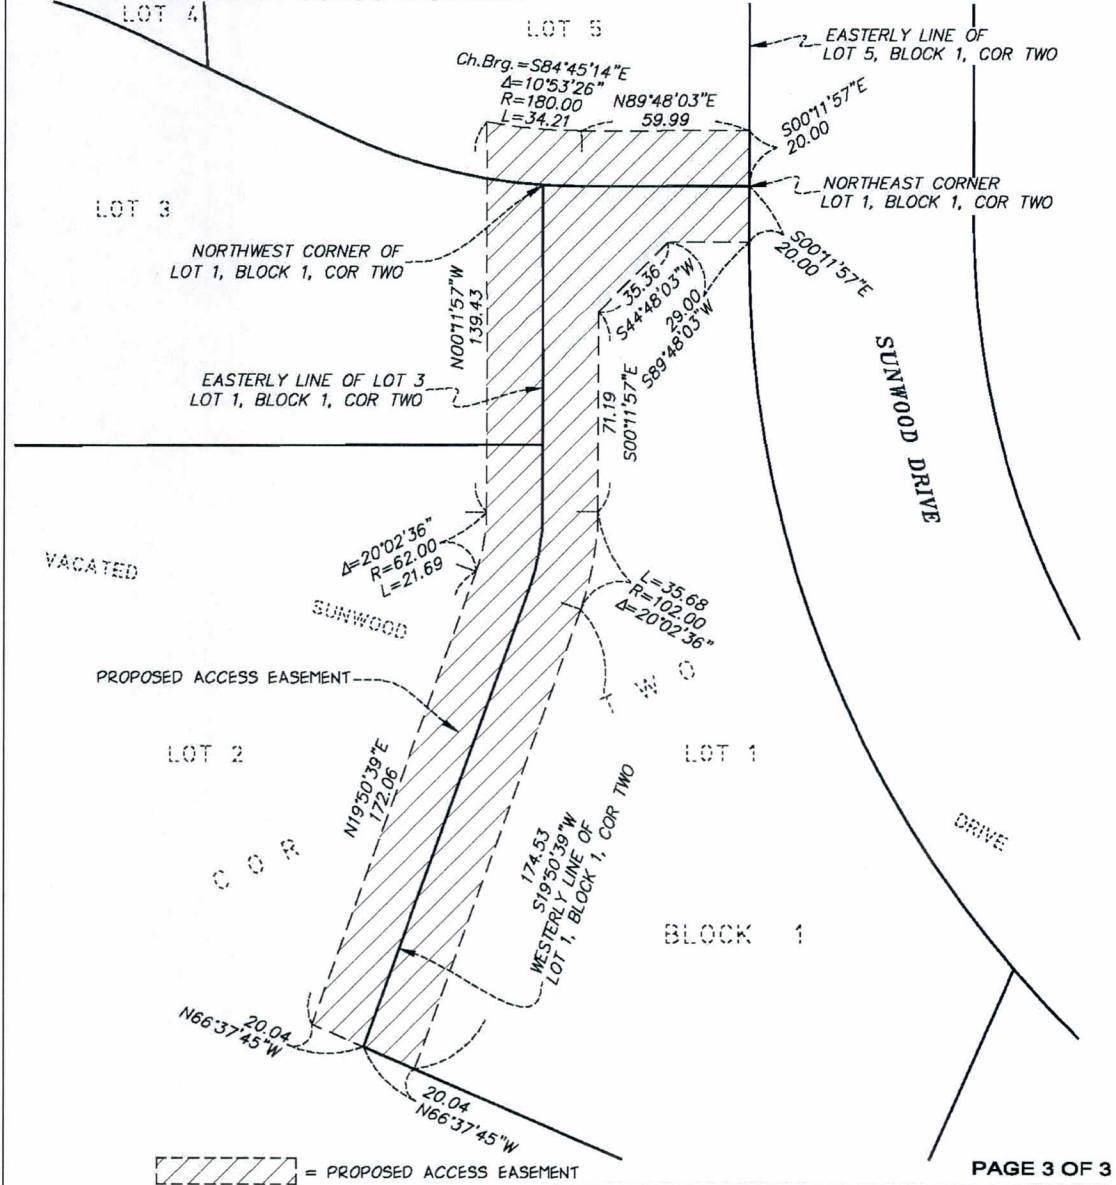 LOT 4
LOT 5
EASTERLY LINE OF
LOT 5, BLOCK 1, COR TWO
Ch.Brg.=S84°45'14"E
Δ=10°53'26"
R=180.00
L=34.21
N89°48'03"E
59.99
S00°11'57"E
20.00
NORTHEAST CORNER
LOT 1, BLOCK 1, COR TWO
LOT 3
NORTHWEST CORNER OF
LOT 1, BLOCK 1, COR TWO
S00°11'57"E
20.00
35.36
S44°48'03"W
29.00
S89°48'03"W
N00°11'57"W
139.43
EASTERLY LINE OF LOT 3
LOT 1, BLOCK 1, COR TWO
71.19
S00°11'57"E
SUNWOOD DRIVE
Δ=20°02'36"
R=62.00
L=21.69
VACATED
SUNWOOD
L=35.68
R=102.00
Δ=20°02'36"
W O
PROPOSED ACCESS EASEMENT
LOT 2
LOT 1
N19°50'39"E
172.06
DRIVE
C O R
174.53
S19°50'39"W
WESTERLY LINE OF
LOT 1, BLOCK 1, COR TWO
BLOCK 1
20.04
N66°37'45"W
20.04
N66°37'45"W
= PROPOSED ACCESS EASEMENT
PAGE 3 OF 3